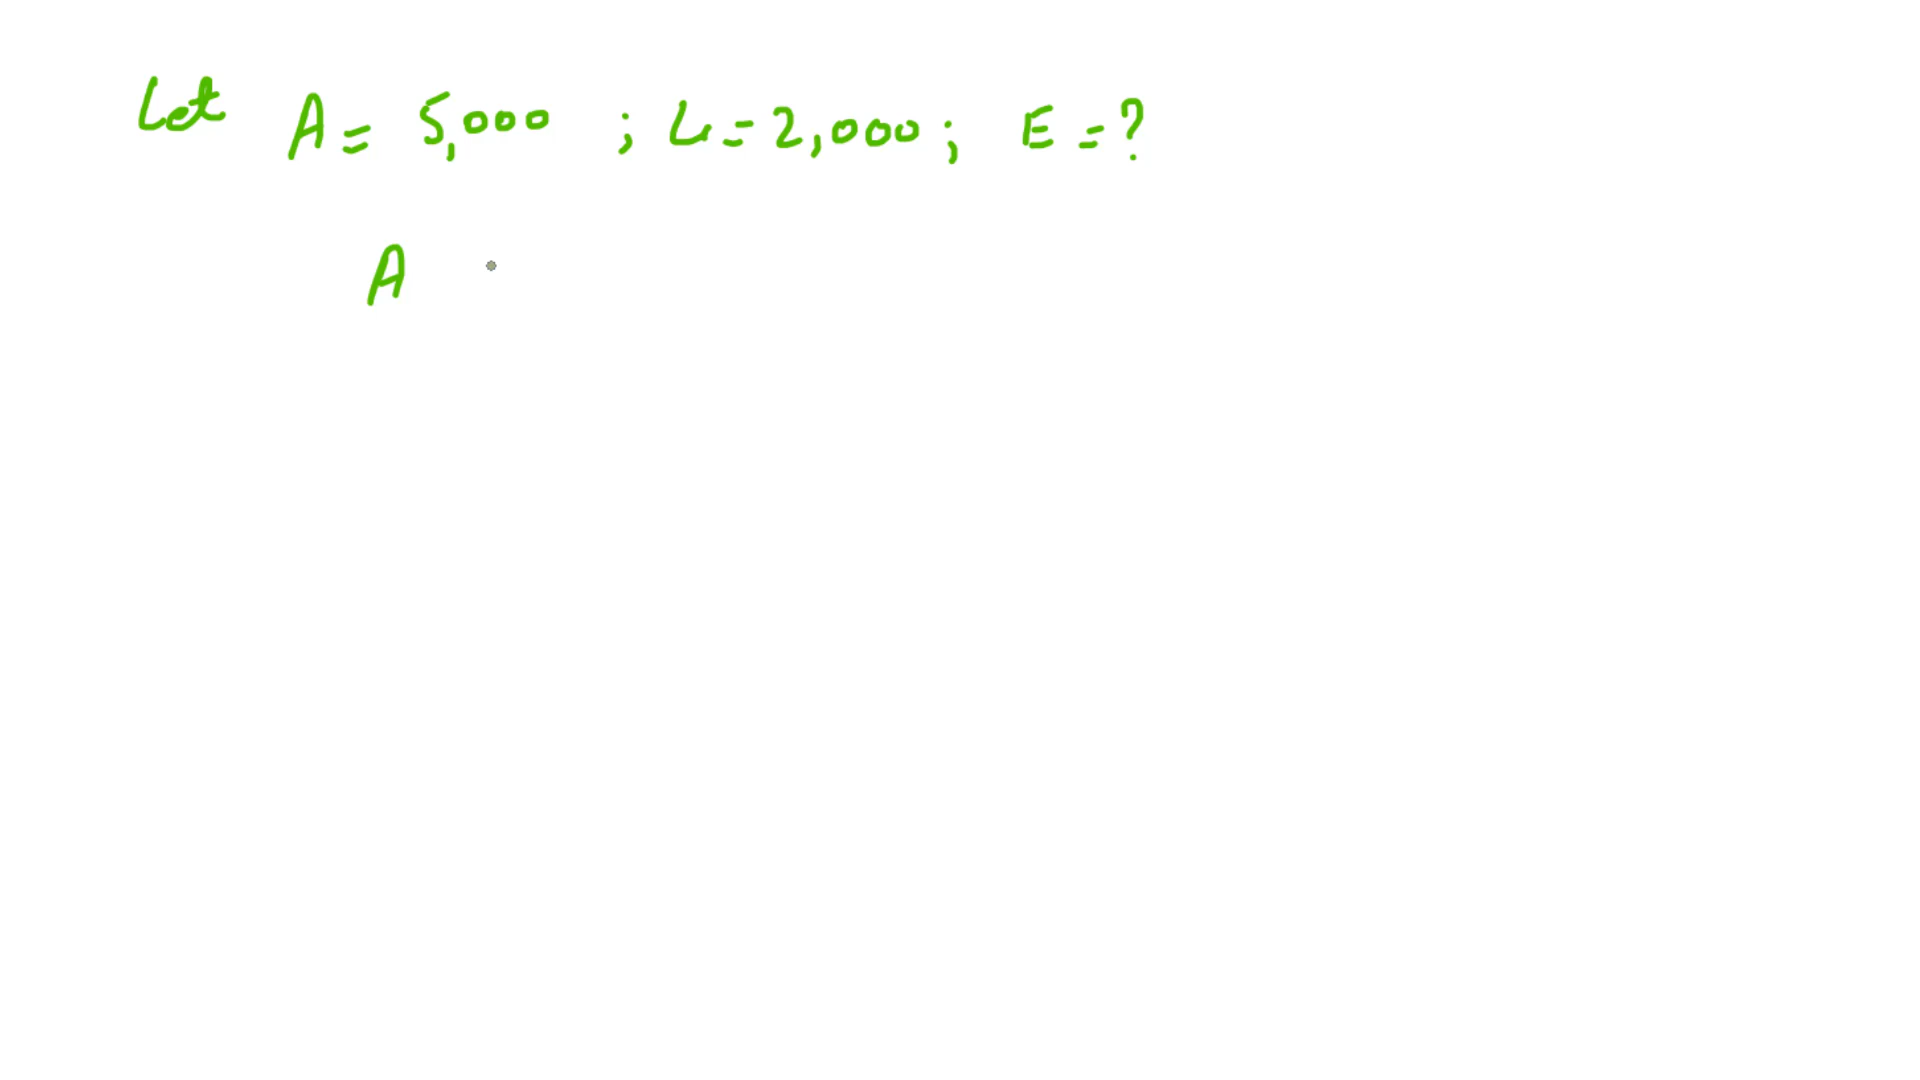 Let A = 5,000 ; L = 2,000 ; E = ?
A